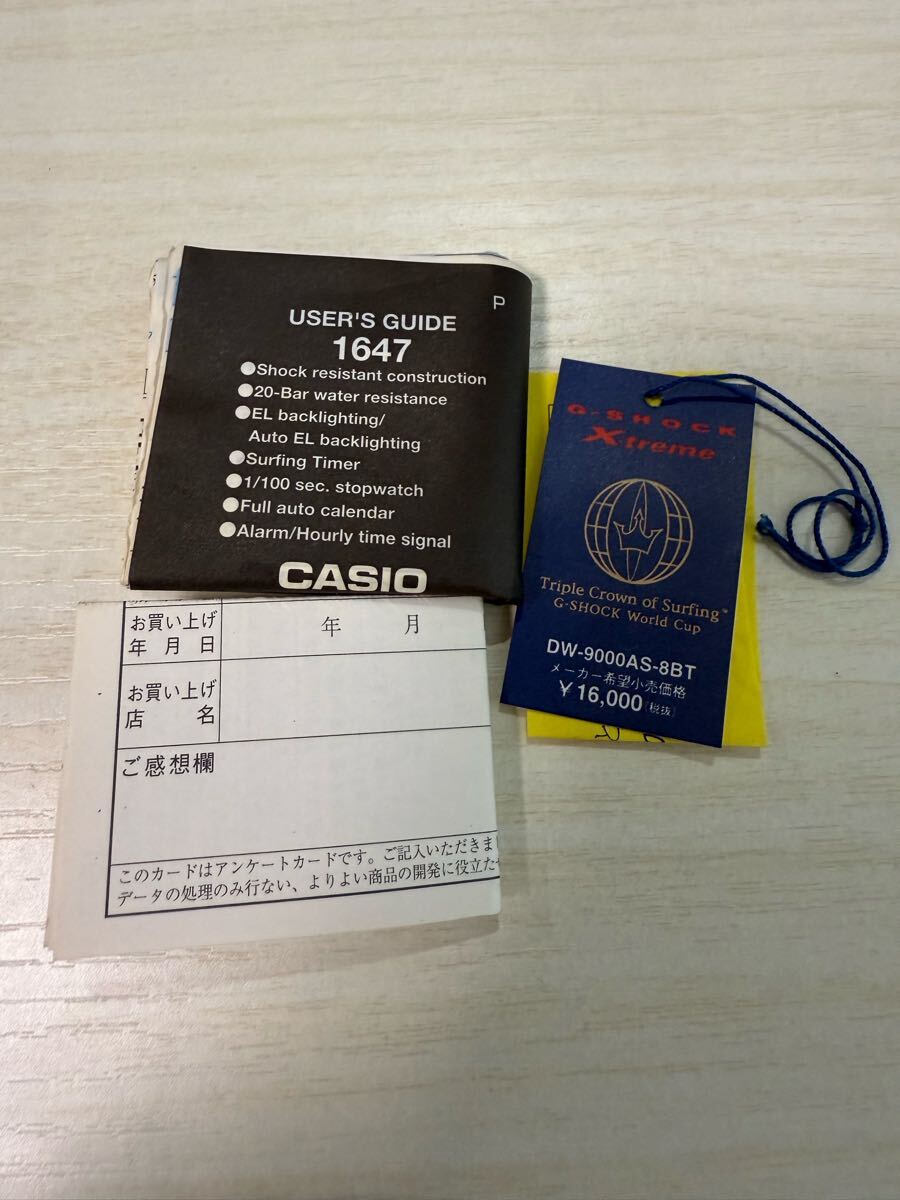 P
USER'S GUIDE
1647
●Shock resistant construction
●20-Bar water resistance
●EL backlighting/
Auto EL backlighting
●Surfing Timer
●1/100 sec. stopwatch
●Full auto calendar
●Alarm/Hourly time signal
CASIO
G-SHOCK
X-treme
Triple Crown of Surfing™
G-SHOCK World Cup
DW-9000AS-8BT
メーカー希望小売価格
¥16,000(税抜)
お買い上げ
年月日
年 月
お買い上げ
店 名
ご感想欄
このカードはアンケートカードです。ご記入いただきま
データの処理のみ行ない、よりよい商品の開発に役立た